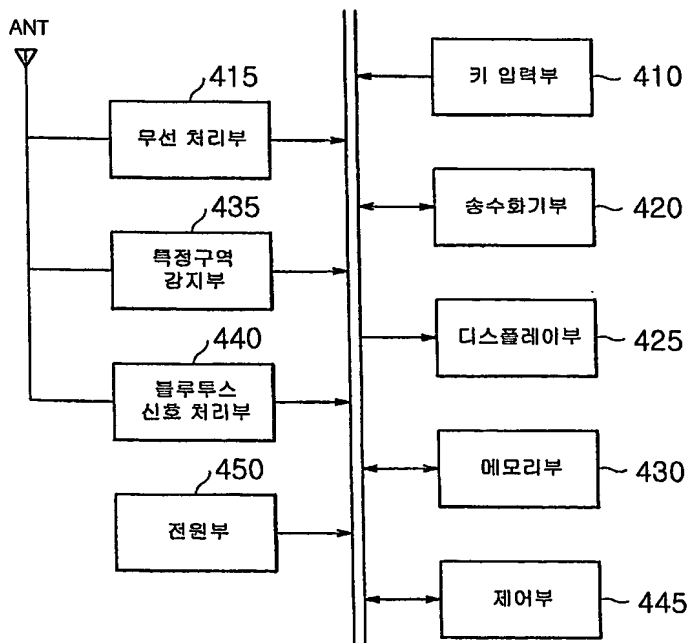 ANT
415
무선 처리부
435
특정구역
감지부
440
블루투스
신호 처리부
450
전원부
키 입력부
410
송수화기부
420
디스플레이부
425
메모리부
430
제어부
445